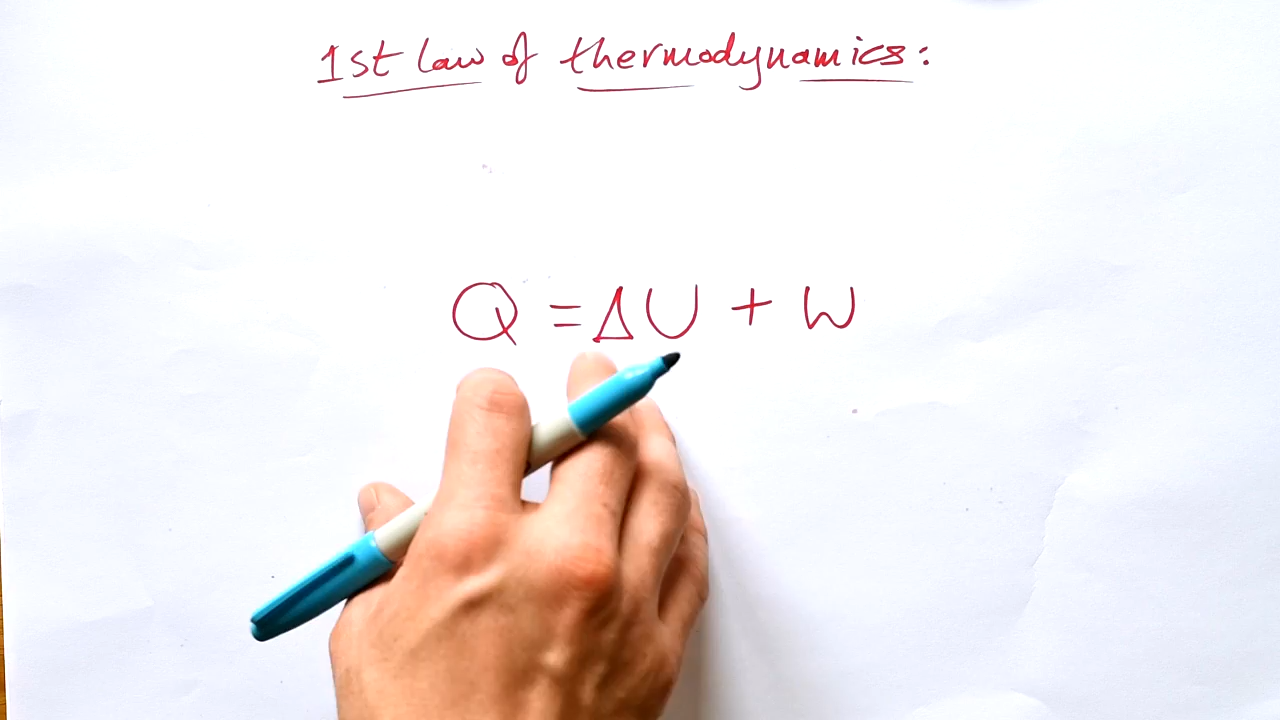 1st law of thermodynamics:
Q = ΔU + W